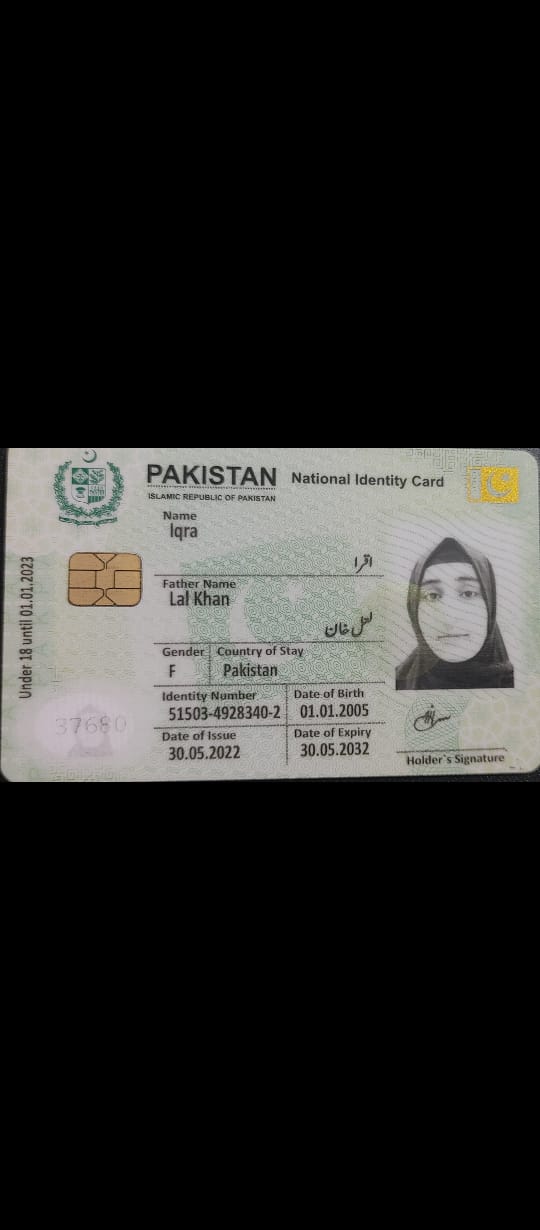 PAKISTAN National Identity Card
ISLAMIC REPUBLIC OF PAKISTAN
Name
Iqra
اقرا
Father Name
Lal Khan
لعل خان
Gender Country of Stay
F Pakistan
Identity Number Date of Birth
51503-4928340-2 01.01.2005
Date of Issue Date of Expiry
30.05.2022 30.05.2032
Holder`s Signature
Under 18 until 01.01.2023
37680